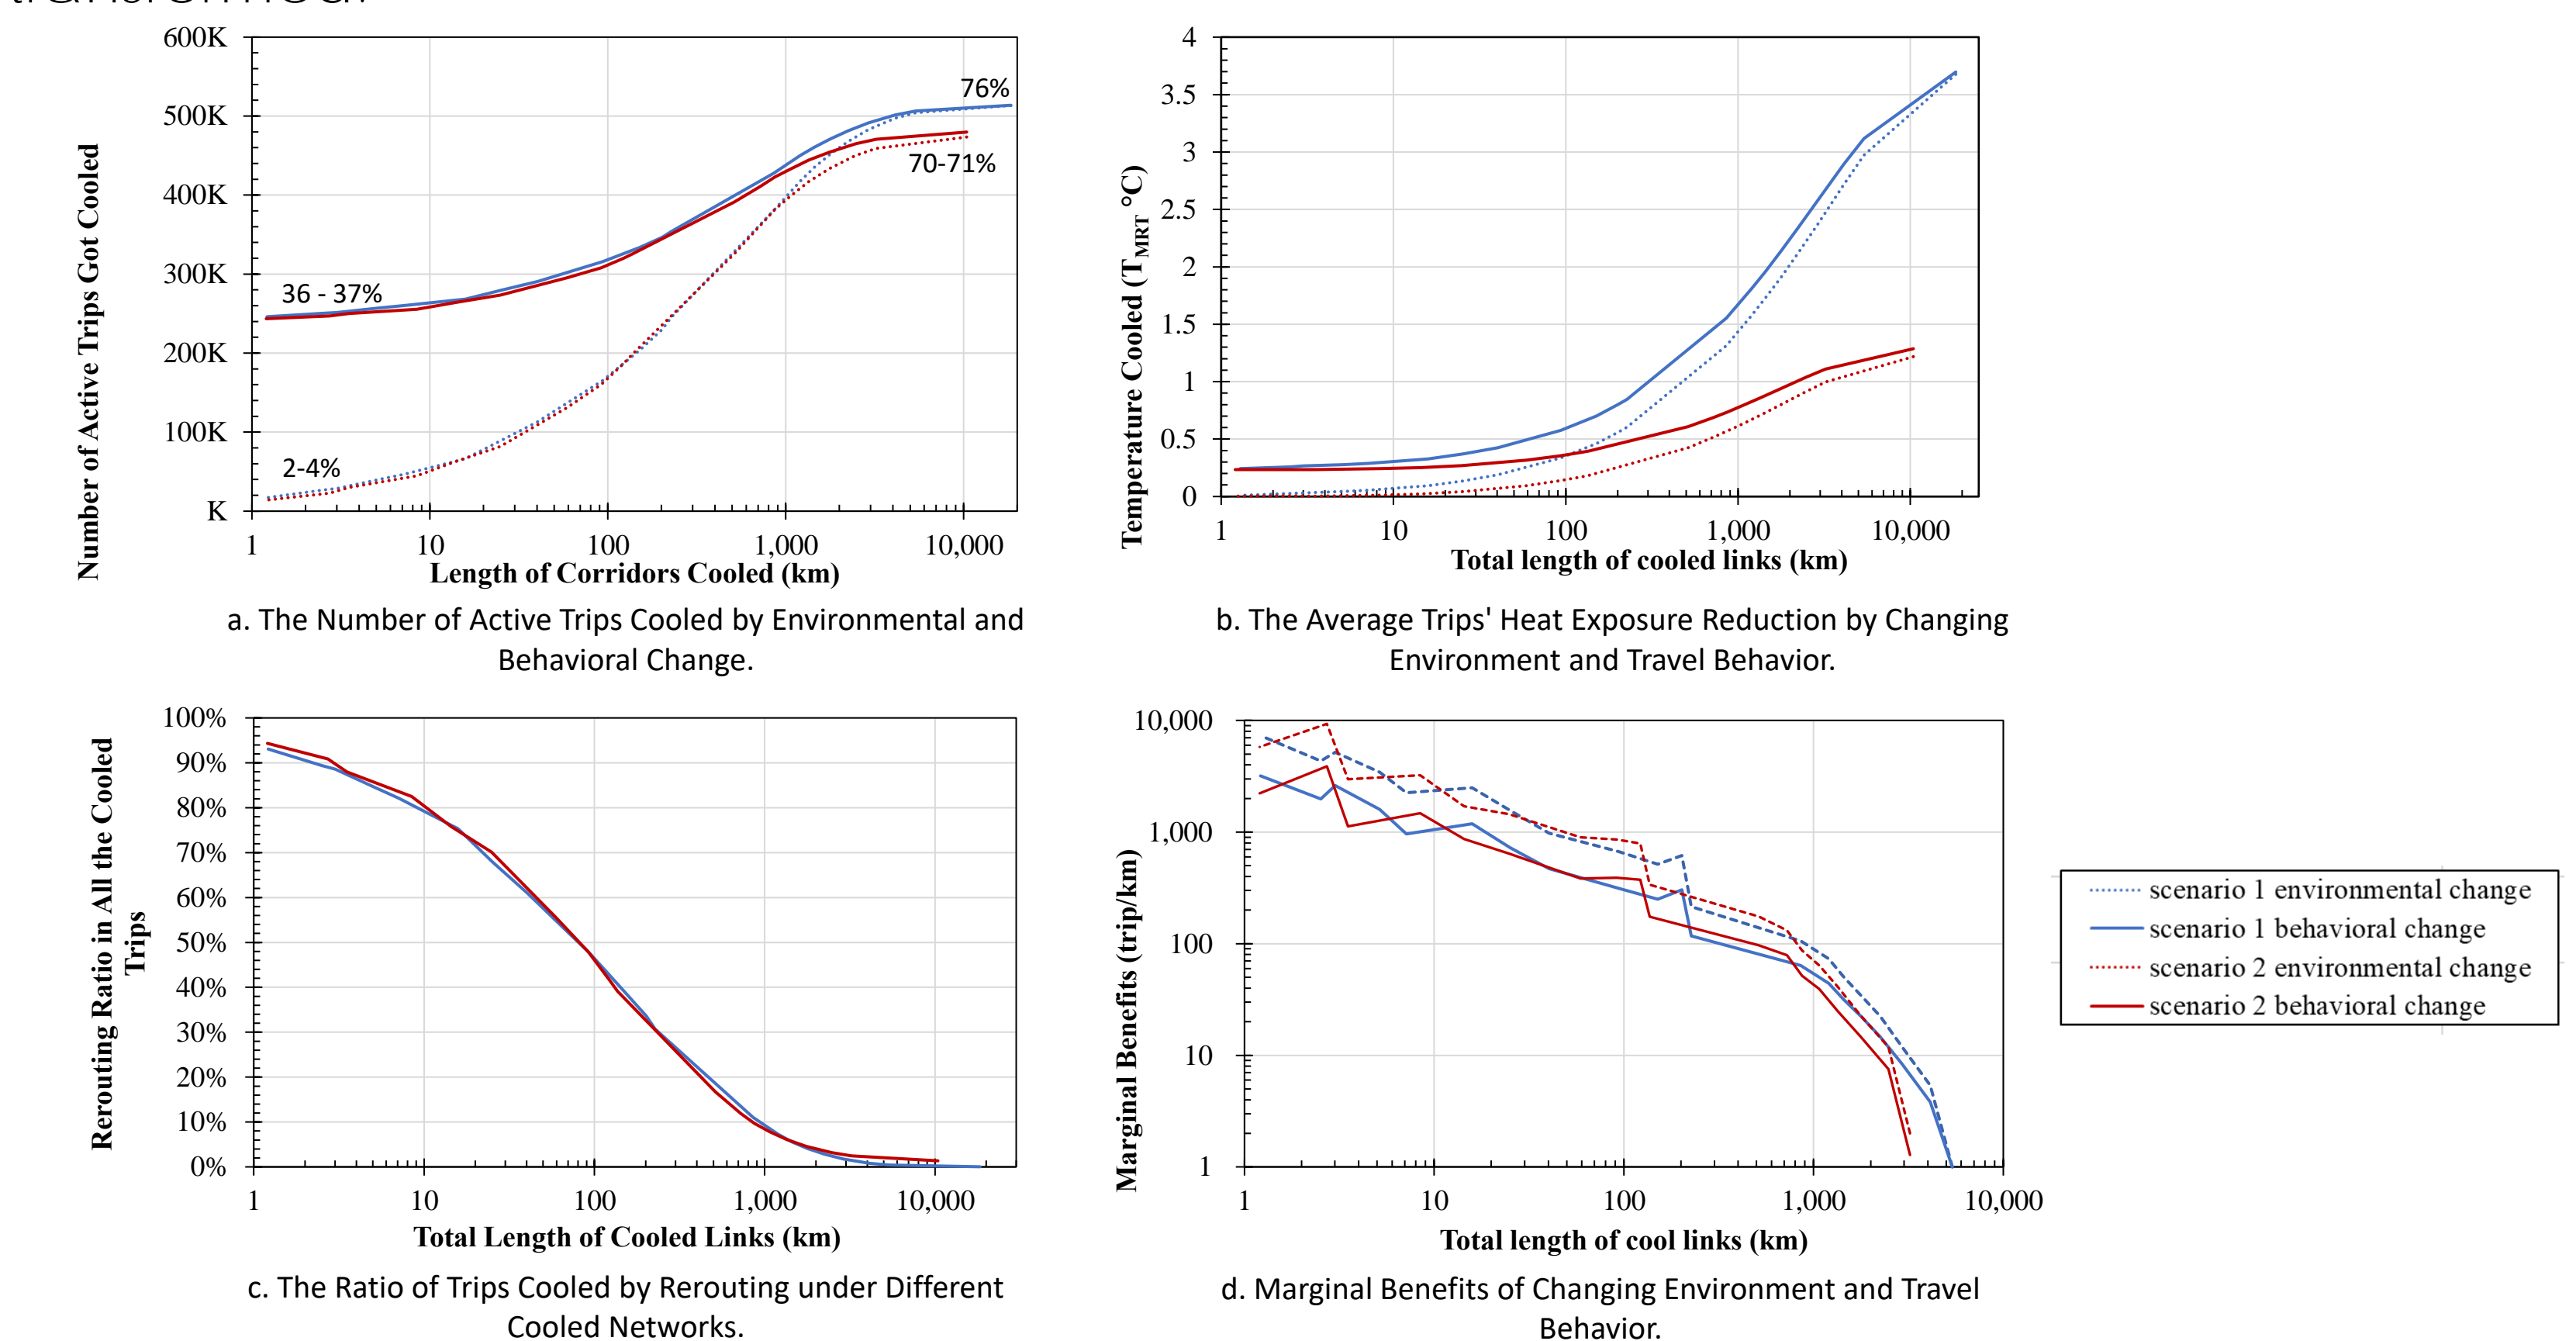 transformed.
600K
500K
400K
300K
200K
100K
K
Number of Active Trips Got Cooled
76%
70-71%
36 - 37%
2-4%
1 10 100 1,000 10,000
Length of Corridors Cooled (km)
a. The Number of Active Trips Cooled by Environmental and
Behavioral Change.
4
3.5
3
2.5
2
1.5
1
0.5
0
Temperature Cooled (TMRT °C)
1 10 100 1,000 10,000
Total length of cooled links (km)
b. The Average Trips' Heat Exposure Reduction by Changing
Environment and Travel Behavior.
100%
90%
80%
70%
60%
50%
40%
30%
20%
10%
0%
Rerouting Ratio in All the Cooled
Trips
1 10 100 1,000 10,000
Total Length of Cooled Links (km)
c. The Ratio of Trips Cooled by Rerouting under Different
Cooled Networks.
10,000
1,000
100
10
1
Marginal Benefits (trip/km)
1 10 100 1,000 10,000
Total length of cool links (km)
d. Marginal Benefits of Changing Environment and Travel
Behavior.
scenario 1 environmental change
scenario 1 behavioral change
scenario 2 environmental change
scenario 2 behavioral change